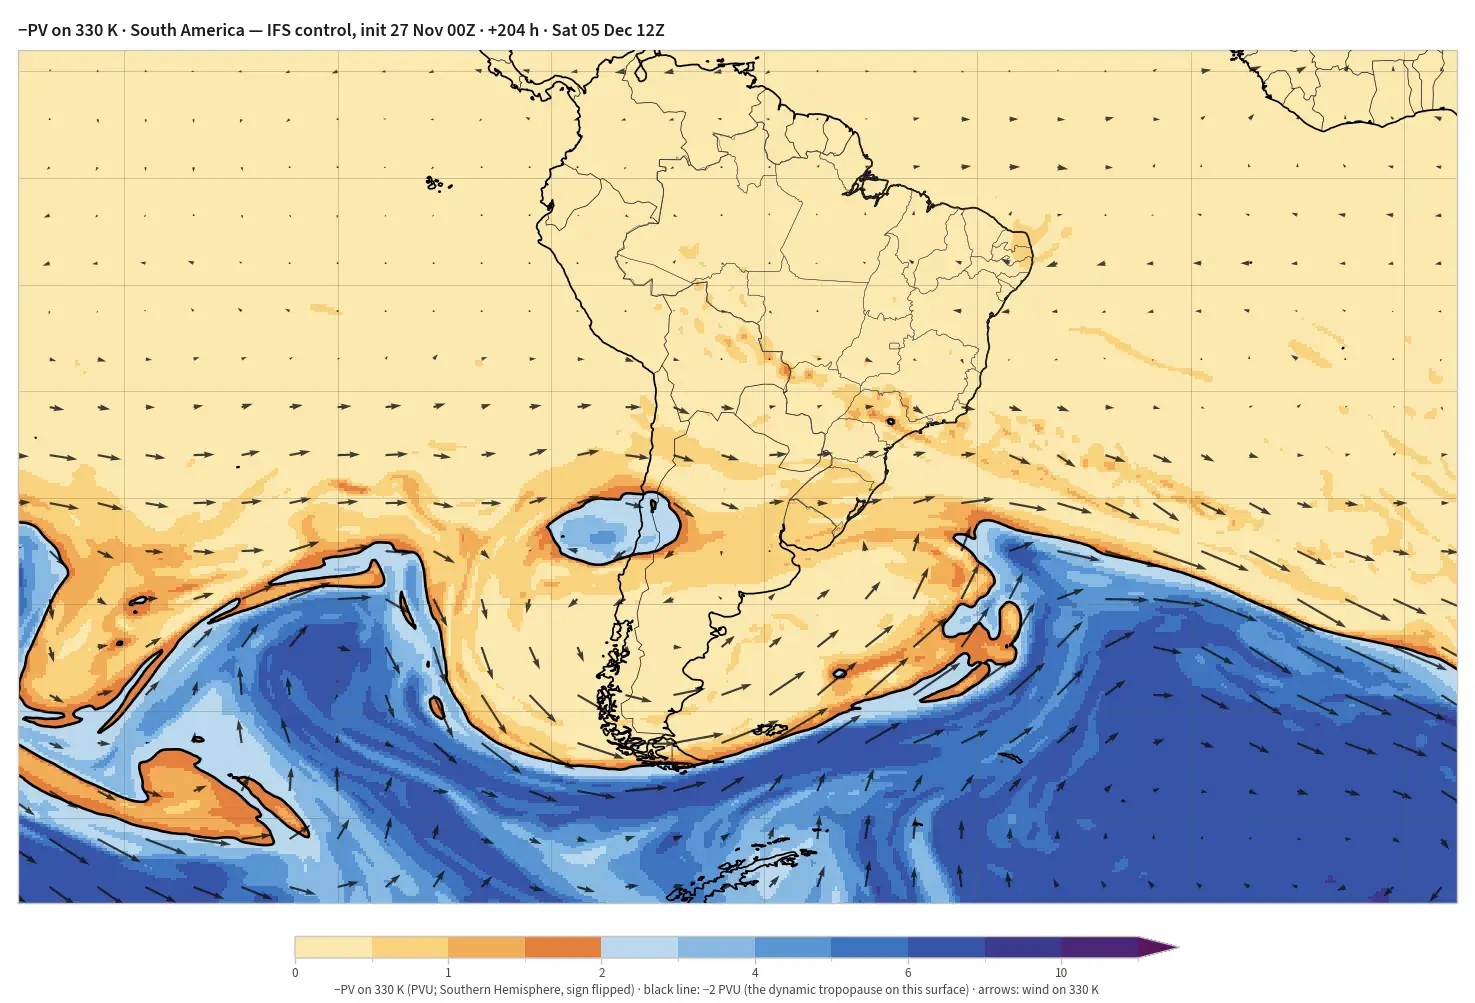 −PV on 330 K · South America — IFS control, init 27 Nov 00Z · +204 h · Sat 05 Dec 12Z
0 1 2 4 6 10
−PV on 330 K (PVU; Southern Hemisphere, sign flipped) · black line: −2 PVU (the dynamic tropopause on this surface) · arrows: wind on 330 K